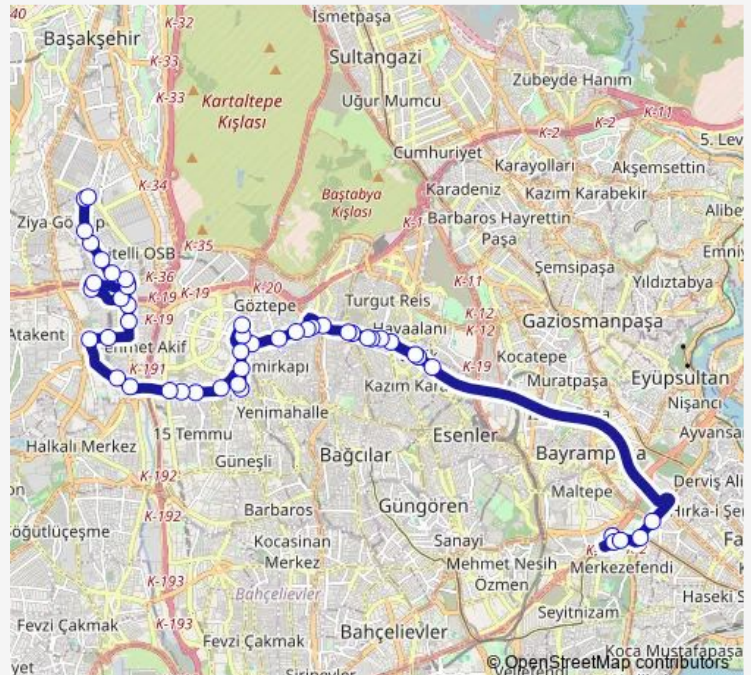 40
Başakşehir
K-32
İsmetpaşa
Sultangazi
Zübeyde Hanım
K-33
K-33
Kartaltepe
Kışlası
Uğur Mumcu
K-2
K-2
K-11
5. Lev
Cumhuriyet
Karayolları
Akşemsettin
K-34
Baştabya
Kışlası
Karadeniz
Kazım Karabekir
K-1
Barbaros Hayrettin
Paşa
Alibe
Ziya Gö
p
K-35
itelli OSB
Emniy
K-36
K-20
K-11
Şemsipaşa
Yıldıztabya
K-19
K-19
Göztepe
Turgut Reis
K-12
K-12
Gaziosmanpaşa
K-19
Havaalanı
Atakent
hmet Akif
K-191
mirkapı
K-19
Kocatepe
Eyüpsultan
Kazım Kara
Muratpaşa
Nişancı
Yenimahalle
15 Temmu
Esenler
Ayvansa
Halkalı Merkez
Güneşli
Bağcılar
Bayramp
a
K-192
Maltepe
Derviş Ali
Barbaros
Güngören
Hırka-i Şe
K-192
öğütlüçeşme
Kocasinan
Merkez
Sanayi
Fa
Mehmet Nesih
Özmen
Merkezefendi
K-193
Bahçelievler
Haseki S
Seyitnizam
K-193
Fevzi Çakmak
Fevzi Çakmak
Bahçelievler
Koca Mustafapaşa
yet
© OpenStreetMap contributors